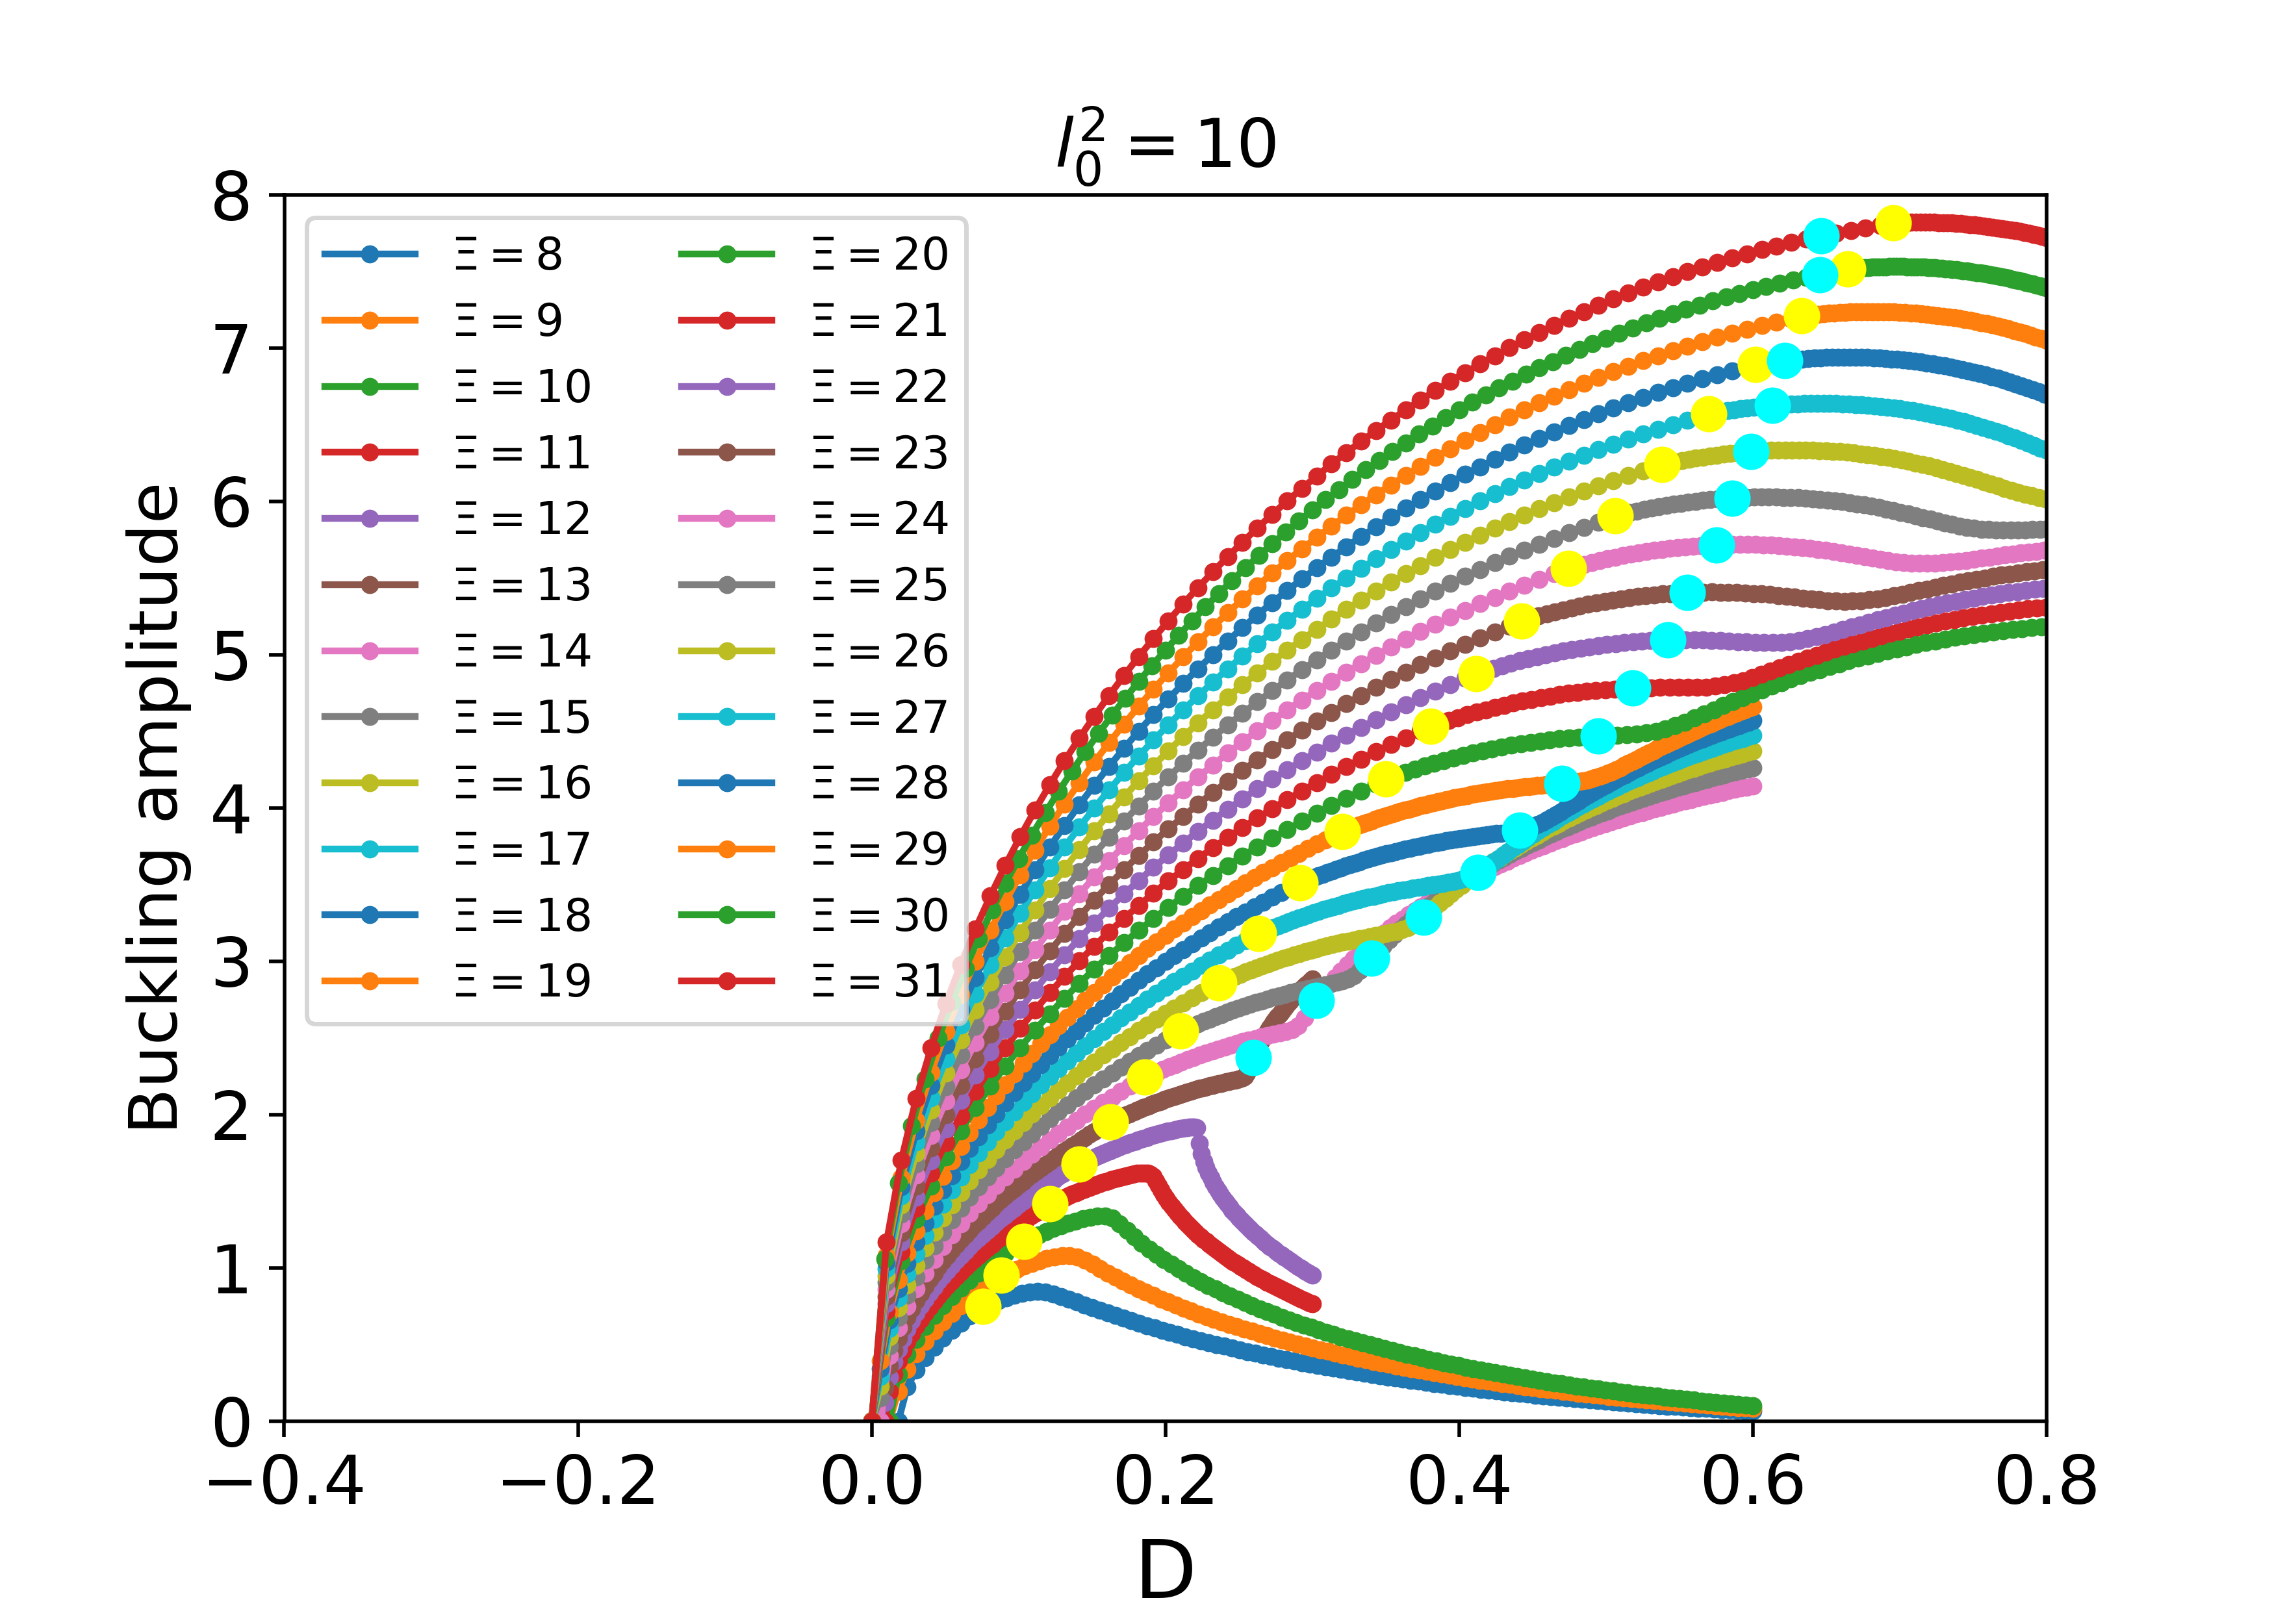 l₀² = 10
Buckling amplitude
8
7
6
5
4
3
2
1
0
Ξ = 8
Ξ = 9
Ξ = 10
Ξ = 11
Ξ = 12
Ξ = 13
Ξ = 14
Ξ = 15
Ξ = 16
Ξ = 17
Ξ = 18
Ξ = 19
Ξ = 20
Ξ = 21
Ξ = 22
Ξ = 23
Ξ = 24
Ξ = 25
Ξ = 26
Ξ = 27
Ξ = 28
Ξ = 29
Ξ = 30
Ξ = 31
−0.4 −0.2 0.0 0.2 0.4 0.6 0.8
D